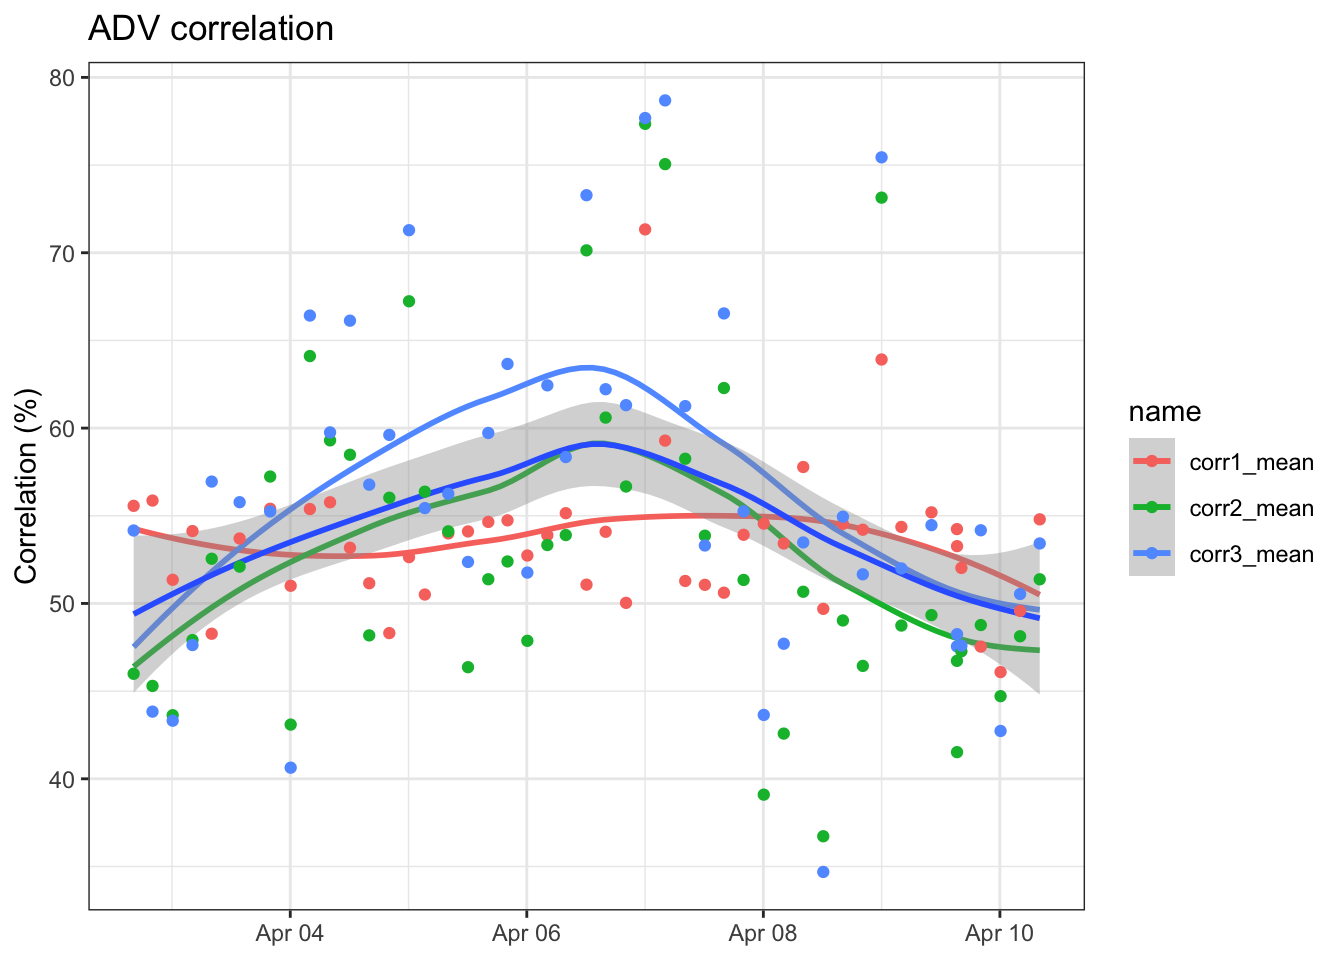 ADV correlation
Correlation (%)
80
70
60
50
40
Apr 04
Apr 06
Apr 08
Apr 10
name
corr1_mean
corr2_mean
corr3_mean